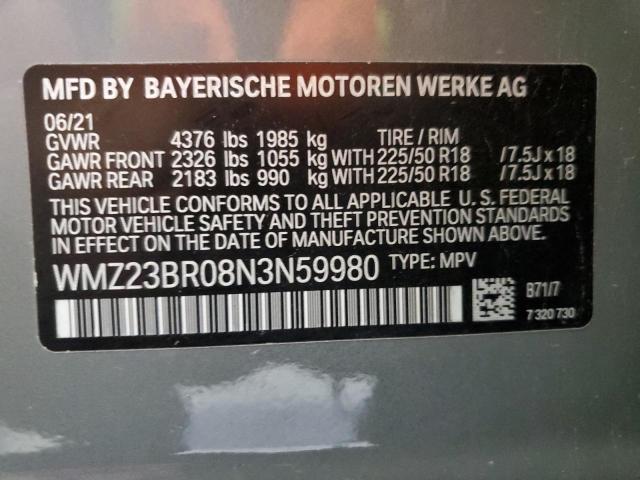 MFD BY BAYERISCHE MOTOREN WERKE AG
06/21
GVWR 4376 lbs 1985 kg TIRE / RIM
GAWR FRONT 2326 lbs 1055 kg WITH 225/50 R18 /7.5J x 18
GAWR REAR 2183 lbs 990 kg WITH 225/50 R18 /7.5J x 18
THIS VEHICLE CONFORMS TO ALL APPLICABLE U. S. FEDERAL
MOTOR VEHICLE SAFETY AND THEFT PREVENTION STANDARDS
IN EFFECT ON THE DATE OF MANUFACTURE SHOWN ABOVE.
WMZ23BR08N3N59980 TYPE: MPV
B71/7
7 320 730